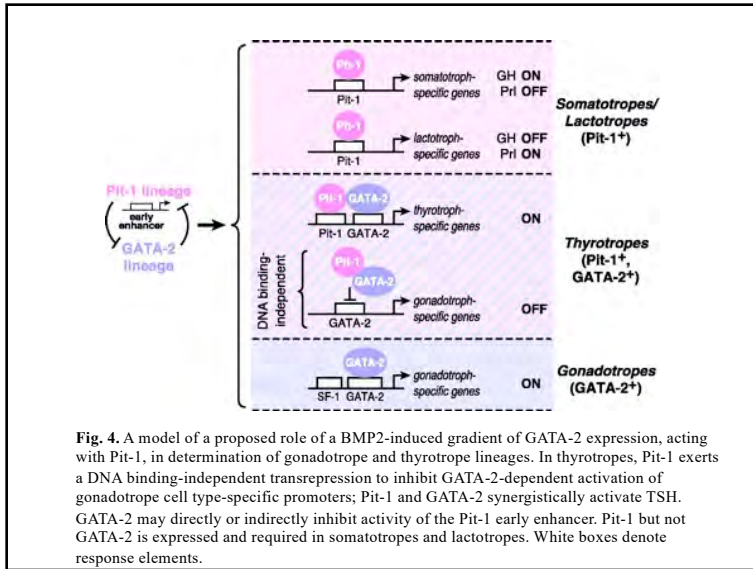 Pit-1
somatotroph-
specific genes
GH ON
Prl OFF
Pit-1
Somatotropes/
Lactotropes
(Pit-1+)
Pit-1
lactotroph-
specific genes
GH OFF
Prl ON
Pit-1
Pit-1 lineage
early
enhancer
GATA-2
lineage
Pit-1 GATA-2
thyrotroph-
specific genes
ON
Pit-1 GATA-2
Thyrotropes
(Pit-1+,
GATA-2+)
DNA binding-
independent
Pit-1
GATA-2
gonadotroph-
specific genes
OFF
GATA-2
GATA-2
gonadotroph-
specific genes
ON
SF-1 GATA-2
Gonadotropes
(GATA-2+)
Fig. 4. A model of a proposed role of a BMP2-induced gradient of GATA-2 expression, acting
with Pit-1, in determination of gonadotrope and thyrotrope lineages. In thyrotropes, Pit-1 exerts
a DNA binding-independent transrepression to inhibit GATA-2-dependent activation of
gonadotrope cell type-specific promoters; Pit-1 and GATA-2 synergistically activate TSH.
GATA-2 may directly or indirectly inhibit activity of the Pit-1 early enhancer. Pit-1 but not
GATA-2 is expressed and required in somatotropes and lactotropes. White boxes denote
response elements.